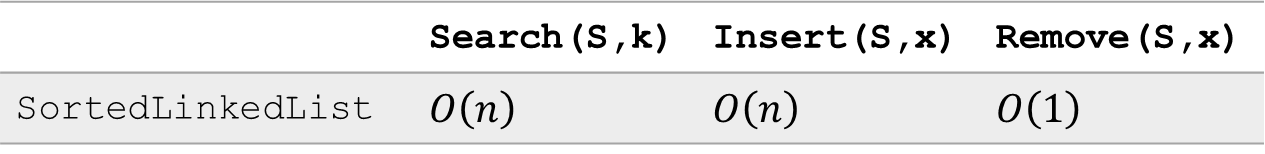 Search(S,k) Insert(S,x) Remove(S,x)
SortedLinkedList O(n) O(n) O(1)